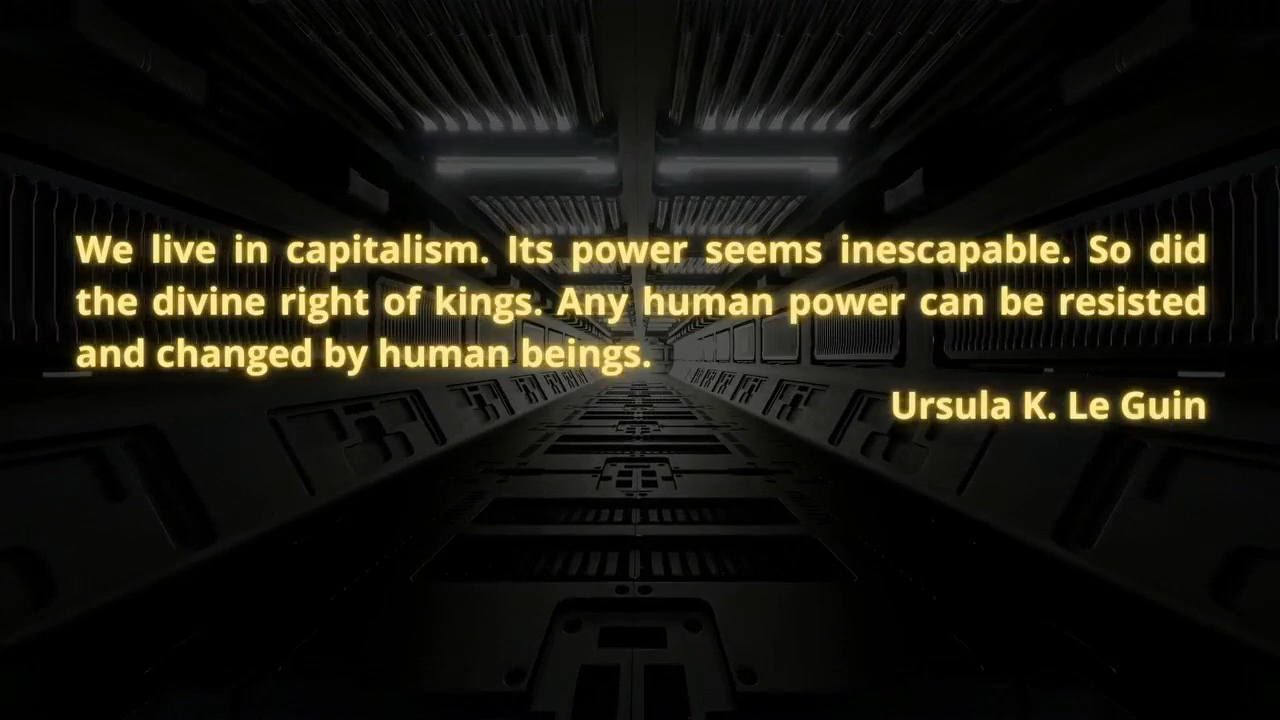 We live in capitalism. Its power seems inescapable. So did
the divine right of kings. Any human power can be resisted
and changed by human beings.
Ursula K. Le Guin